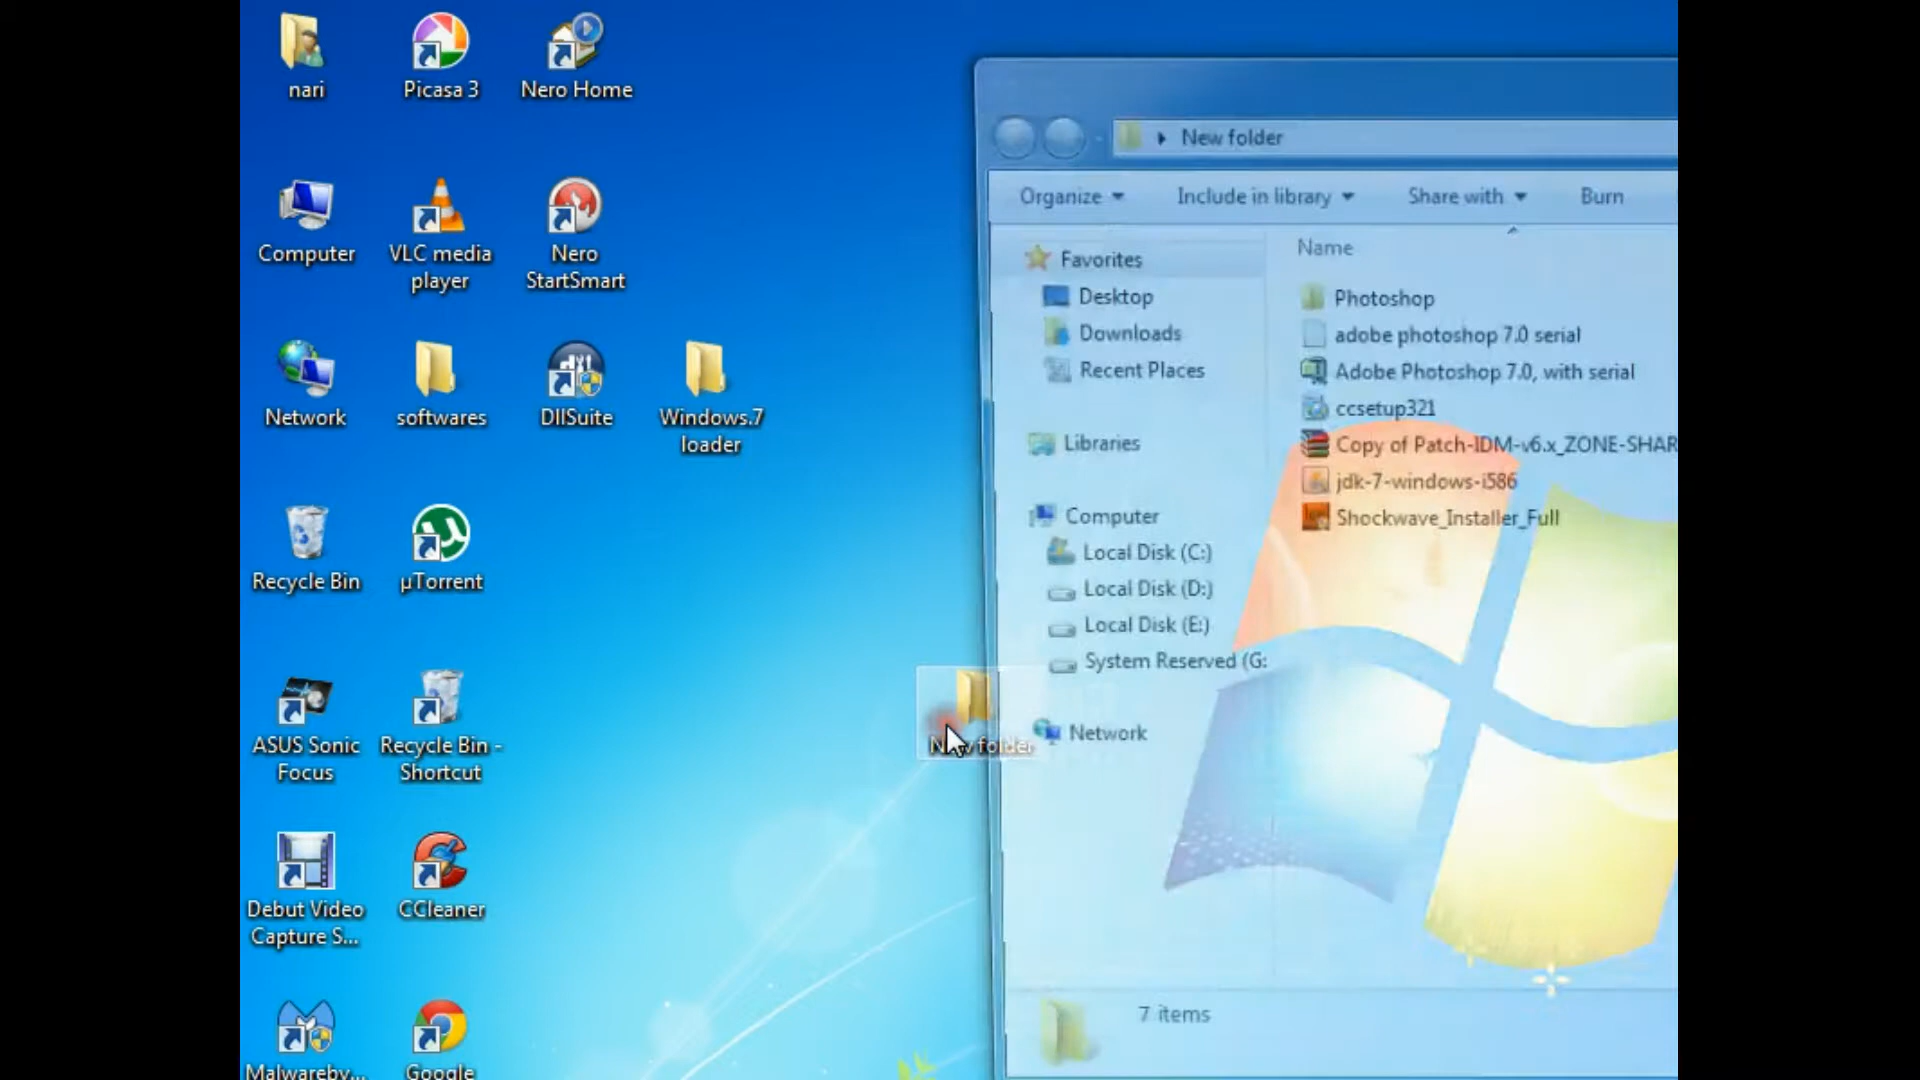 nari
Picasa 3
Nero Home
Computer
VLC media
player
Nero
StartSmart
Network
softwares
DllSuite
Windows.7
loader
Recycle Bin
µTorrent
ASUS Sonic
Focus
Recycle Bin -
Shortcut
Debut Video
Capture S...
CCleaner
Malwareby...
Google
New folder
New folder
Organize
Include in library
Share with
Burn
Favorites
Desktop
Downloads
Recent Places
Libraries
Computer
Local Disk (C:)
Local Disk (D:)
Local Disk (E:)
System Reserved (G:
Network
Name
Photoshop
adobe photoshop 7.0 serial
Adobe Photoshop 7.0, with serial
ccsetup321
Copy of Patch-IDM-v6.x_ZONE-SHAR
jdk-7-windows-i586
Shockwave_Installer_Full
7 items